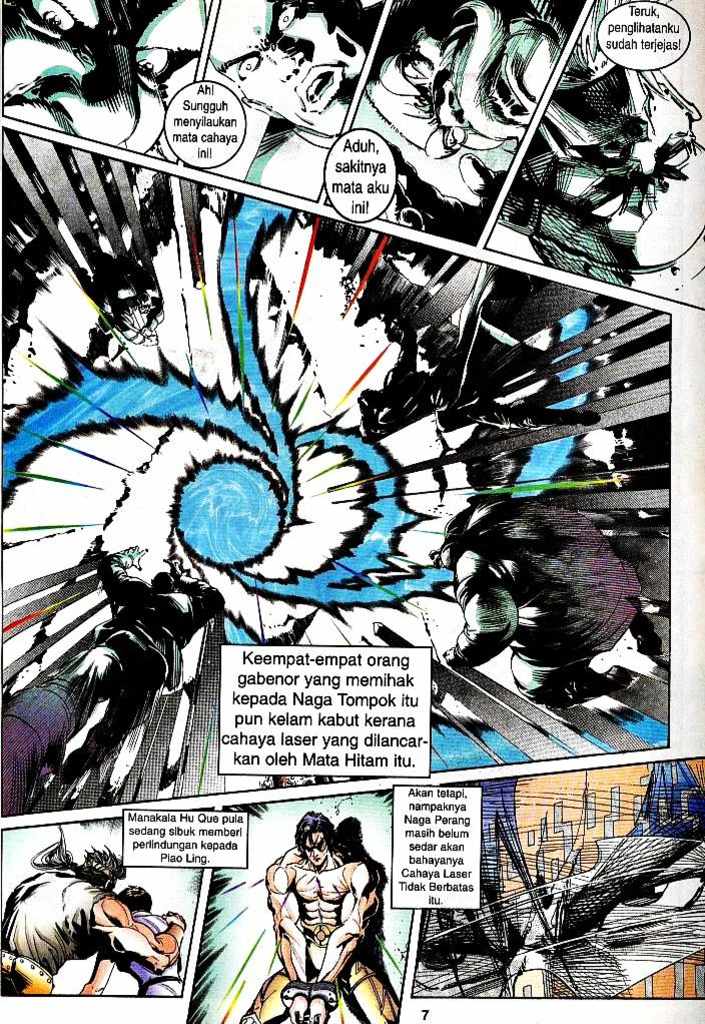 Ah!
Sungguh
menyilaukan
mata cahaya
ini!
Aduh,
sakitnya
mata aku
ini!
Teruk,
penglihatanku
sudah terjejas!
Keempat-empat orang
gabenor yang memihak
kepada Naga Tompok itu
pun kelam kabut kerana
cahaya laser yang dilancar-
kan oleh Mata Hitam itu.
Manakala Hu Que pula
sedang sibuk memberi
perlindungan kepada
Piao Ling.
Akan tetapi,
nampaknya
Naga Perang
masih belum
sedar akan
bahayanya
Cahaya Laser
Tidak Berbatas
itu.
7